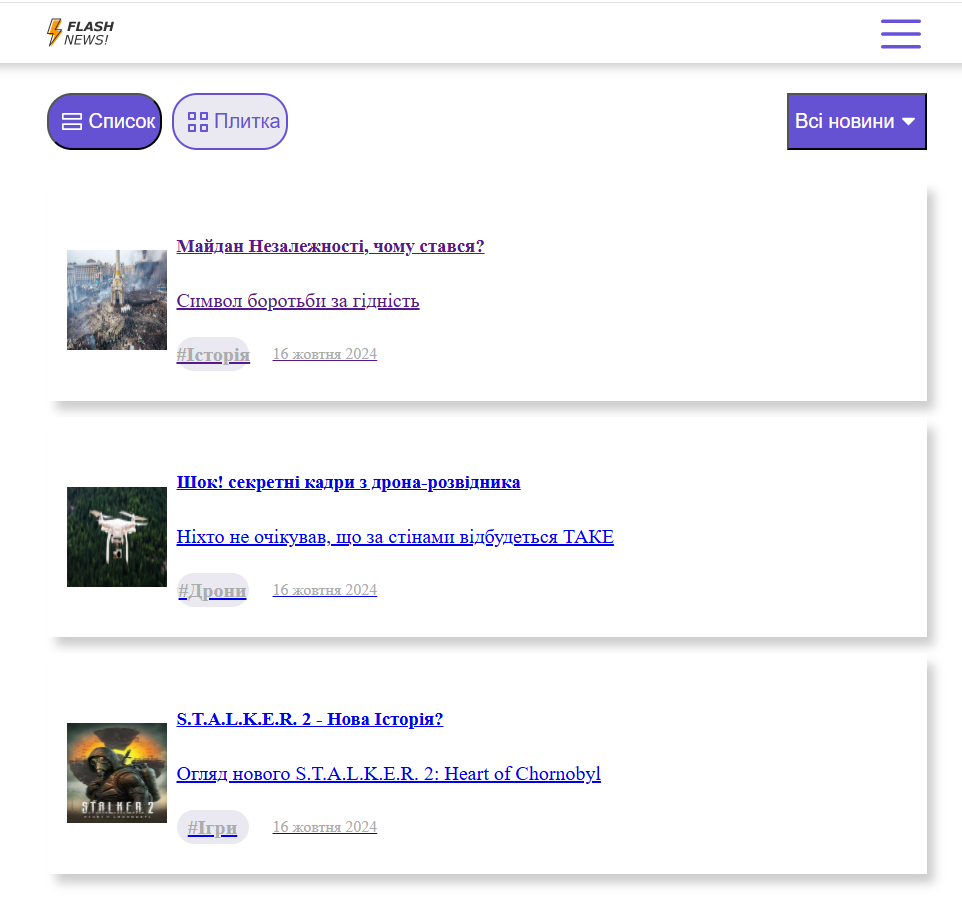 FLASH
NEWS!
Список
Плитка
Всі новини
Майдан Незалежності, чому стався?
Символ боротьби за гідність
#Історія 16 жовтня 2024
Шок! секретні кадри з дрона-розвідника
Ніхто не очікував, що за стінами відбудеться ТАКЕ
#Дрони 16 жовтня 2024
S.T.A.L.K.E.R. 2 - Нова Історія?
Огляд нового S.T.A.L.K.E.R. 2: Heart of Chornobyl
S.T.A.L.K.E.R. 2
#Ігри 16 жовтня 2024